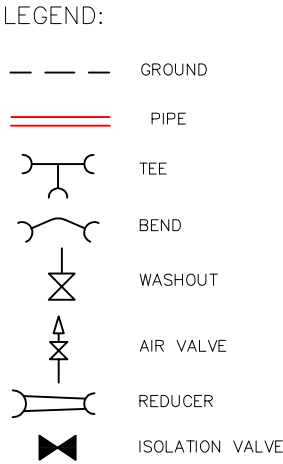 LEGEND:
GROUND
PIPE
TEE
BEND
WASHOUT
AIR VALVE
REDUCER
ISOLATION VALVE